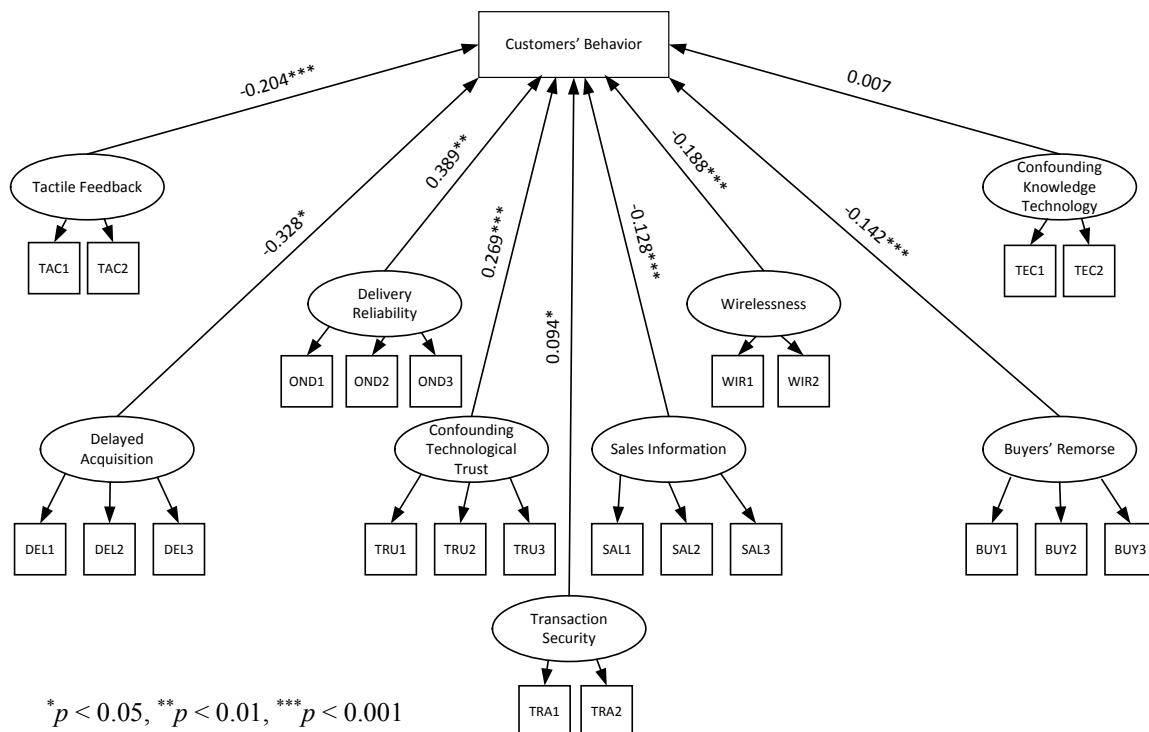 Customers’ Behavior
-0.204***
0.007
0.389**
-0.188***
Tactile Feedback
Confounding
Knowledge
Technology
-0.328*
0.269***
-0.128***
-0.142***
TAC1
TAC2
TEC1
TEC2
Delivery
Reliability
Wirelessness
0.094*
OND1
OND2
OND3
WIR1
WIR2
Delayed
Acquisition
Confounding
Technological
Trust
Sales Information
Buyers’ Remorse
DEL1
DEL2
DEL3
TRU1
TRU2
TRU3
SAL1
SAL2
SAL3
BUY1
BUY2
BUY3
Transaction
Security
TRA1
TRA2
*p < 0.05, **p < 0.01, ***p < 0.001